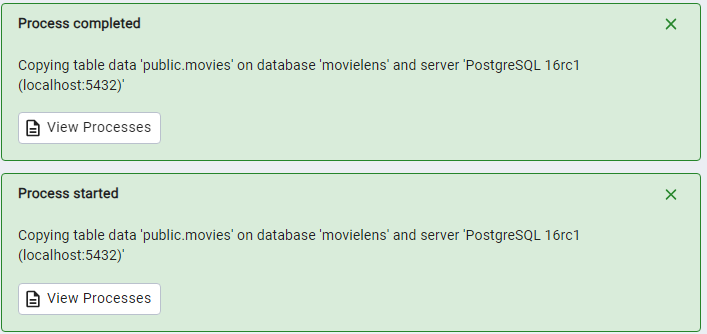 Process completed
Copying table data 'public.movies' on database 'movielens' and server 'PostgreSQL 16rc1
(localhost:5432)'
View Processes
Process started
Copying table data 'public.movies' on database 'movielens' and server 'PostgreSQL 16rc1
(localhost:5432)'
View Processes